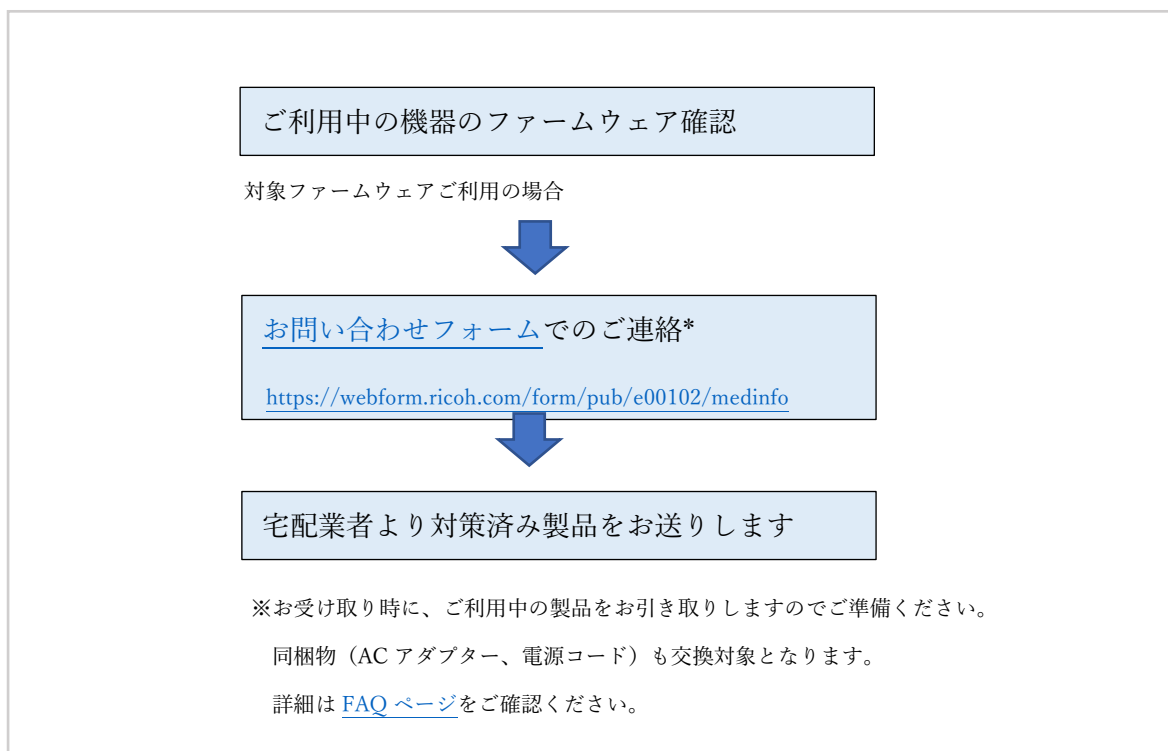 ご利用中の機器のファームウェア確認
対象ファームウェアご利用の場合
お問い合わせフォームでのご連絡*
https://webform.ricoh.com/form/pub/e00102/medinfo
宅配業者より対策済み製品をお送りします
※お受け取り時に、ご利用中の製品をお引き取りしますのでご準備ください。
同梱物（AC アダプター、電源コード）も交換対象となります。
詳細は FAQ ページをご確認ください。